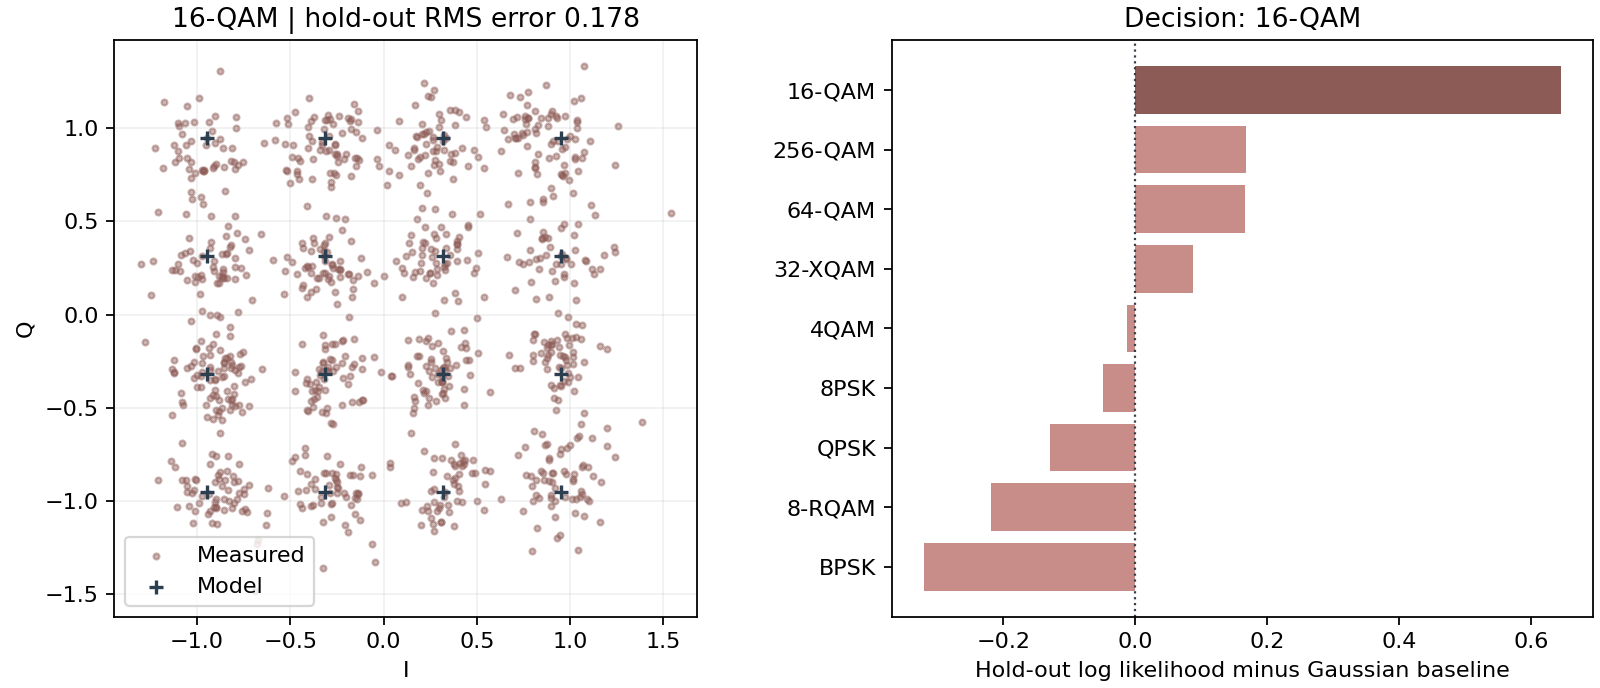 16-QAM | hold-out RMS error 0.178
1.0
0.5
0.0
−0.5
−1.0
−1.5
Q
−1.0
−0.5
0.0
0.5
1.0
1.5
I
Measured
Model
Decision: 16-QAM
16-QAM
256-QAM
64-QAM
32-XQAM
4QAM
8PSK
QPSK
8-RQAM
BPSK
−0.2
0.0
0.2
0.4
0.6
Hold-out log likelihood minus Gaussian baseline